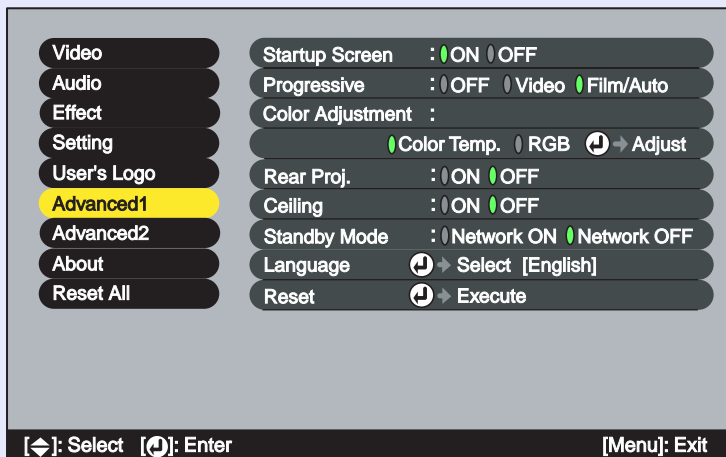 Video
Audio
Effect
Setting
User's Logo
Advanced1
Advanced2
About
Reset All
Startup Screen : ON OFF
Progressive : OFF Video Film/Auto
Color Adjustment :
Color Temp. RGB Adjust
Rear Proj. : ON OFF
Ceiling : ON OFF
Standby Mode : Network ON Network OFF
Language Select [English]
Reset Execute
[ ]: Select [ ]: Enter [Menu]: Exit